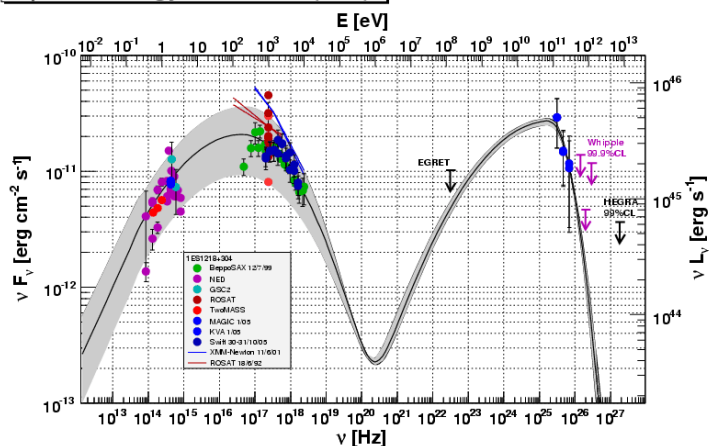 E [eV]
10-2 10-1 1 10 10² 10³ 10⁴ 10⁵ 10⁶ 10⁷ 10⁸ 10⁹ 10¹⁰ 10¹¹ 10¹² 10¹³
10-10
10-11
10-12
10-13
ν Fν [erg cm-2 s-1]
10⁴⁶
10⁴⁵
10⁴⁴
ν Lν [erg s-1]
EGRET
Whipple
99.9%CL
HEGRA
99%CL
1ES1218+304
BeppoSAX 12/7/99
NED
GSC2
ROSAT
TwoMASS
MAGIC 1/05
KVA 1/05
Swift 30-31/10/05
XMM-Newton 11/6/01
ROSAT 18/6/92
10¹³ 10¹⁴ 10¹⁵ 10¹⁶ 10¹⁷ 10¹⁸ 10¹⁹ 10²⁰ 10²¹ 10²² 10²³ 10²⁴ 10²⁵ 10²⁶ 10²⁷
ν [Hz]